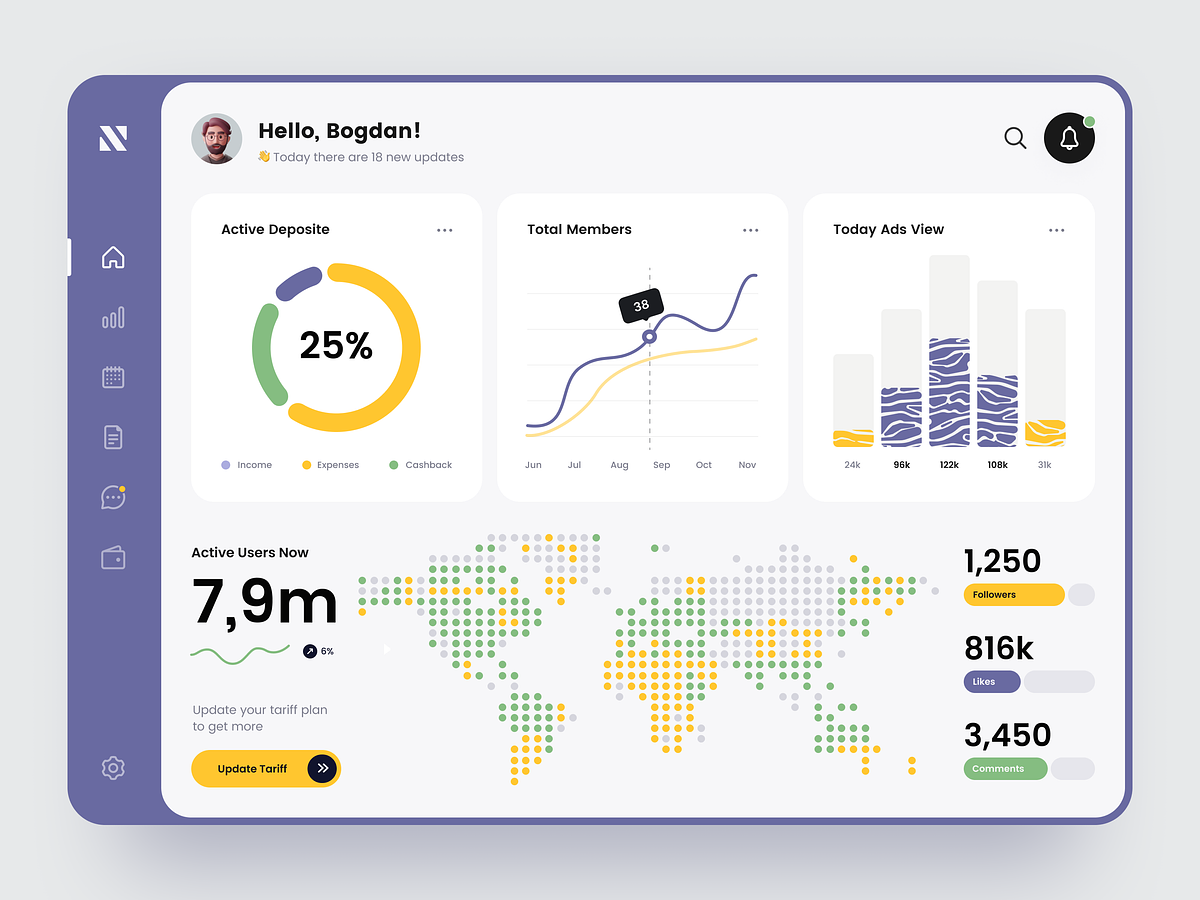 Hello, Bogdan!
👋 Today there are 18 new updates
Active Deposite
25%
Income
Expenses
Cashback
Total Members
38
Jun
Jul
Aug
Sep
Oct
Nov
Today Ads View
24k
96k
122k
108k
31k
Active Users Now
7,9m
6%
Update your tariff plan
to get more
Update Tariff
1,250
Followers
816k
Likes
3,450
Comments